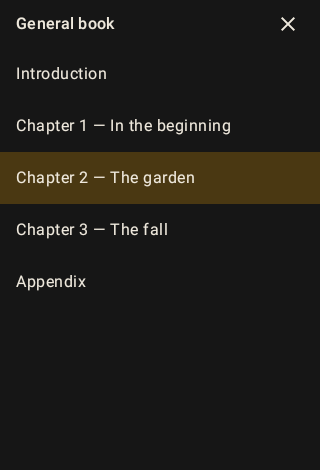 General book
Introduction
Chapter 1 — In the beginning
Chapter 2 — The garden
Chapter 3 — The fall
Appendix